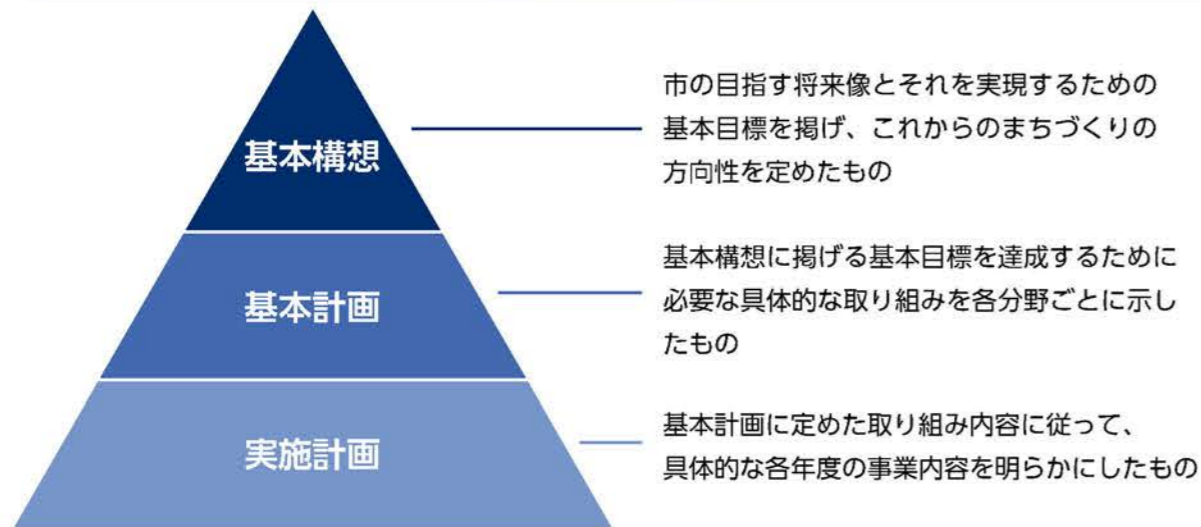 基本構想
市の目指す将来像とそれを実現するための
基本目標を掲げ、これからのまちづくりの
方向性を定めたもの
基本計画
基本構想に掲げる基本目標を達成するために
必要な具体的な取り組みを各分野ごとに示し
たもの
実施計画
基本計画に定めた取り組み内容に従って、
具体的な各年度の事業内容を明らかにしたもの